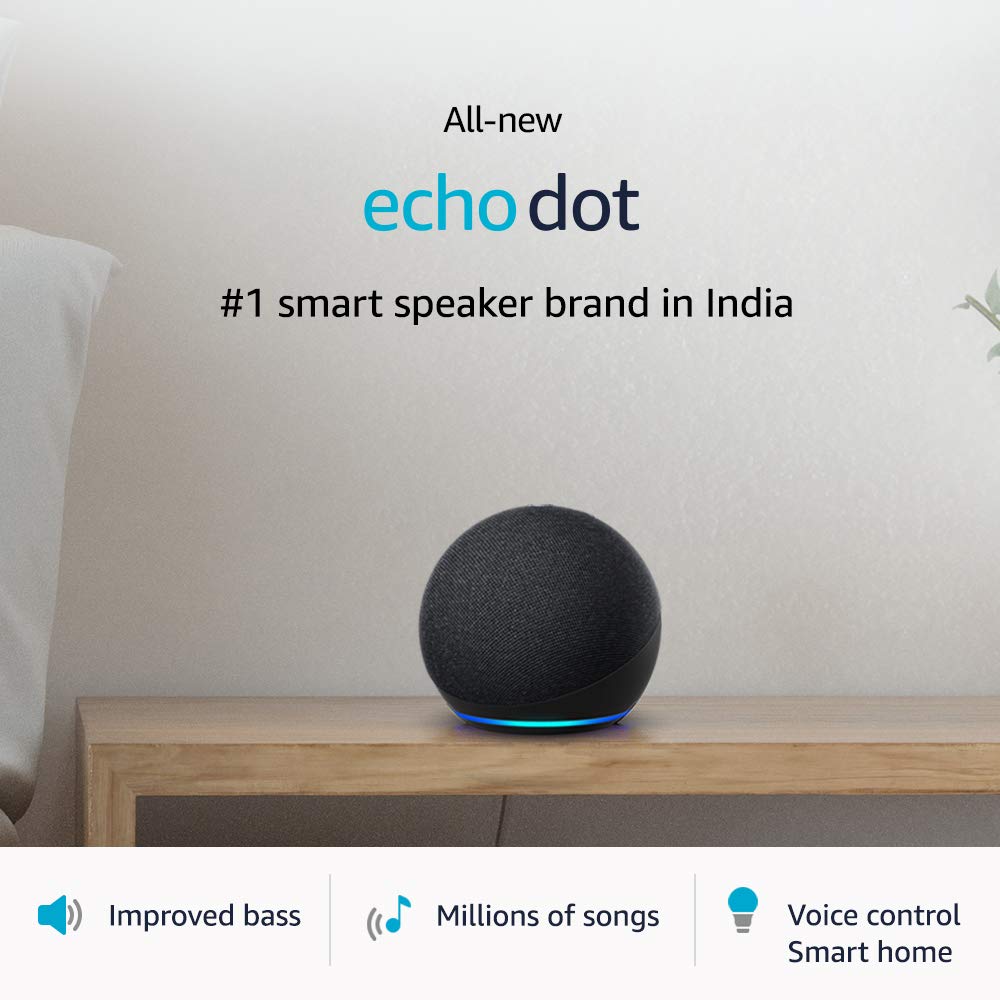 All-new
echo dot
#1 smart speaker brand in India
Improved bass
Millions of songs
Voice control
Smart home